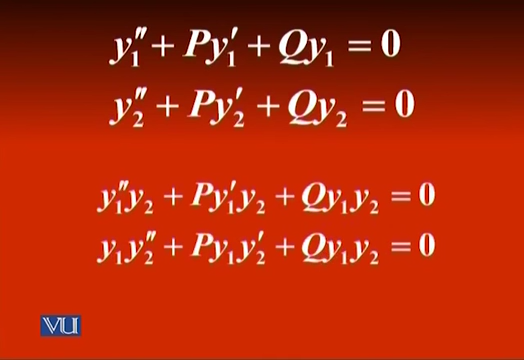 y₁″ + Py₁′ + Qy₁ = 0
y₂″ + Py₂′ + Qy₂ = 0
y₁″y₂ + Py₁′y₂ + Qy₁y₂ = 0
y₁y₂″ + Py₁y₂′ + Qy₁y₂ = 0
VU